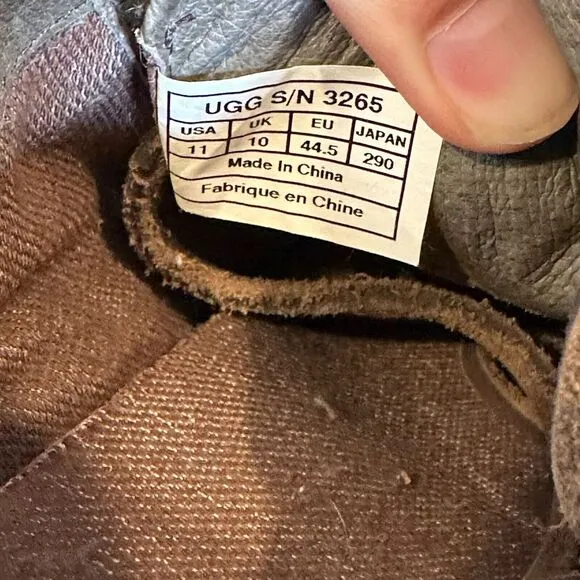 UGG S/N 3265
USA UK EU JAPAN
11 10 44.5 290
Made In China
Fabrique en Chine